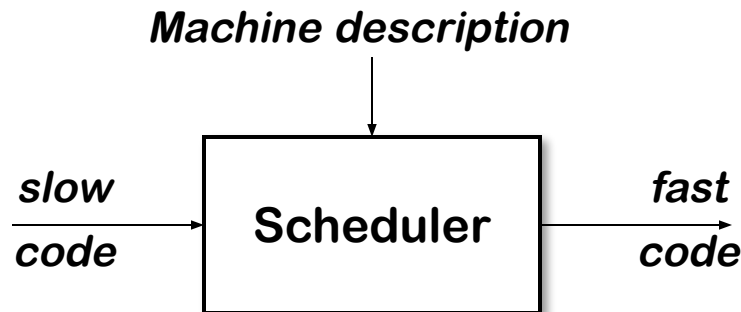 Machine description
slow
code
Scheduler
fast
code